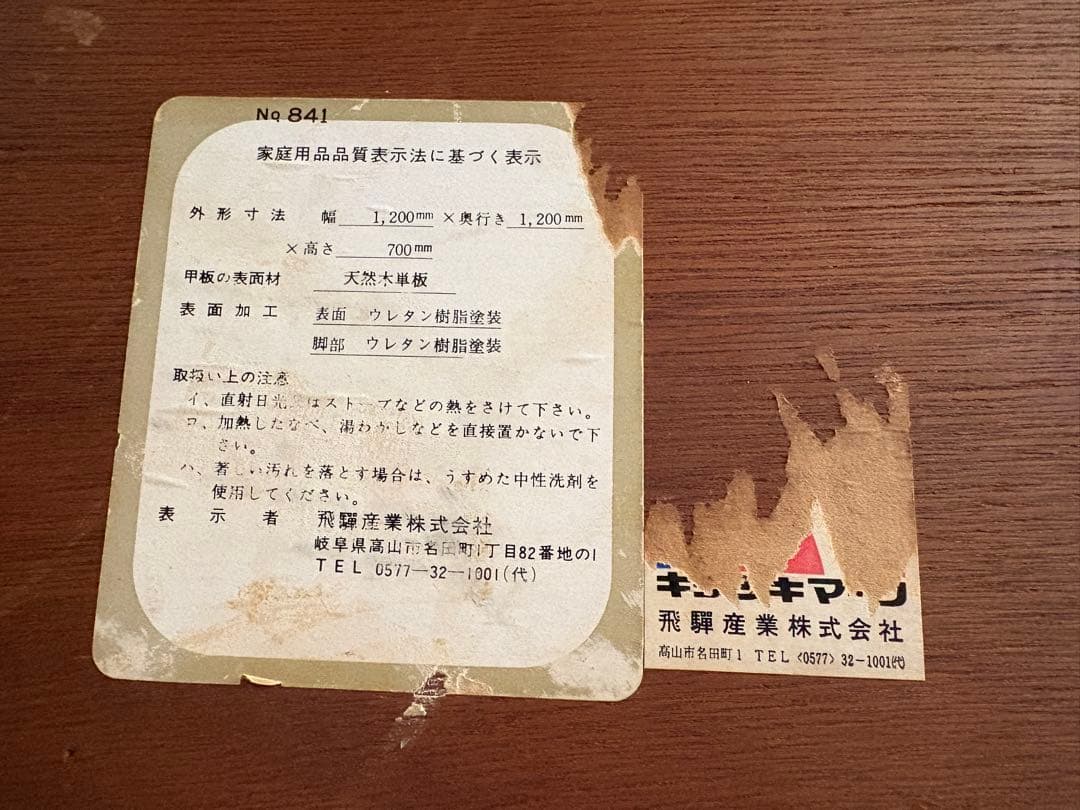 No 841
家庭用品品質表示法に基づく表示
外形寸法 幅 1,200mm ×奥行き 1,200mm
×高さ 700mm
甲板の表面材 天然木単板
表面加工 表面 ウレタン樹脂塗装
脚部 ウレタン樹脂塗装
取扱い上の注意
イ、直射日光又はストーブなどの熱をさけて下さい。
ロ、加熱したなべ、湯わかしなどを直接置かないで下
さい。
ハ、著しい汚れを落とす場合は、うすめた中性洗剤を
使用してください。
表示者 飛驒産業株式会社
岐阜県高山市名田町1丁目82番地の1
TEL 0577―32―1001(代)
飛驒産業株式会社
高山市名田町1 TEL <0577> 32-1001(代)